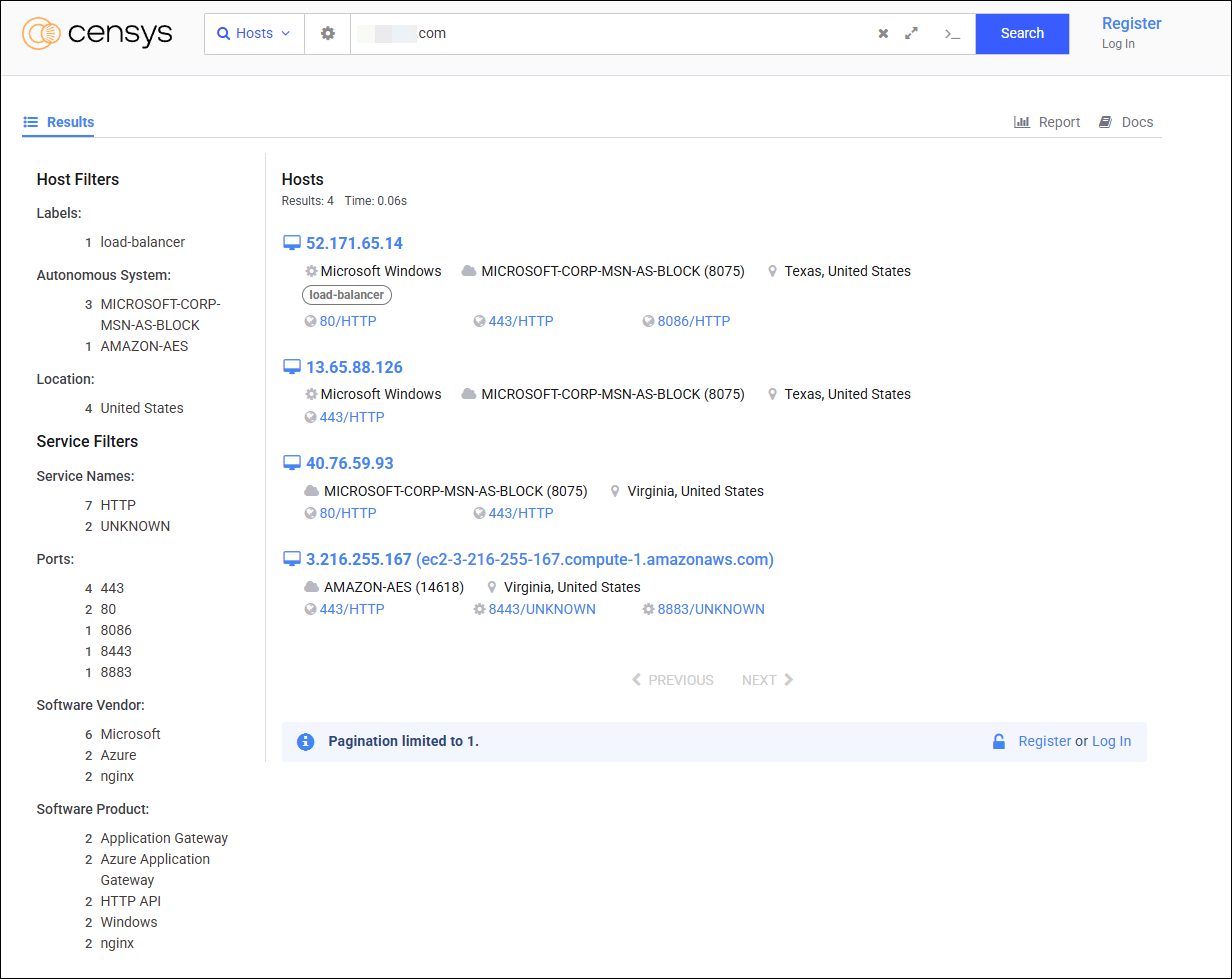 censys
Hosts
.com
Search
Register
Log In
Results
Report
Docs
Host Filters
Labels:
1 load-balancer
Autonomous System:
3 MICROSOFT-CORP-
MSN-AS-BLOCK
1 AMAZON-AES
Location:
4 United States
Service Filters
Service Names:
7 HTTP
2 UNKNOWN
Ports:
4 443
2 80
1 8086
1 8443
1 8883
Software Vendor:
6 Microsoft
2 Azure
2 nginx
Software Product:
2 Application Gateway
2 Azure Application
Gateway
2 HTTP API
2 Windows
2 nginx
Hosts
Results: 4 Time: 0.06s
52.171.65.14
Microsoft Windows MICROSOFT-CORP-MSN-AS-BLOCK (8075) Texas, United States
load-balancer
80/HTTP 443/HTTP 8086/HTTP
13.65.88.126
Microsoft Windows MICROSOFT-CORP-MSN-AS-BLOCK (8075) Texas, United States
443/HTTP
40.76.59.93
MICROSOFT-CORP-MSN-AS-BLOCK (8075) Virginia, United States
80/HTTP 443/HTTP
3.216.255.167 (ec2-3-216-255-167.compute-1.amazonaws.com)
AMAZON-AES (14618) Virginia, United States
443/HTTP 8443/UNKNOWN 8883/UNKNOWN
PREVIOUS NEXT
Pagination limited to 1. Register or Log In